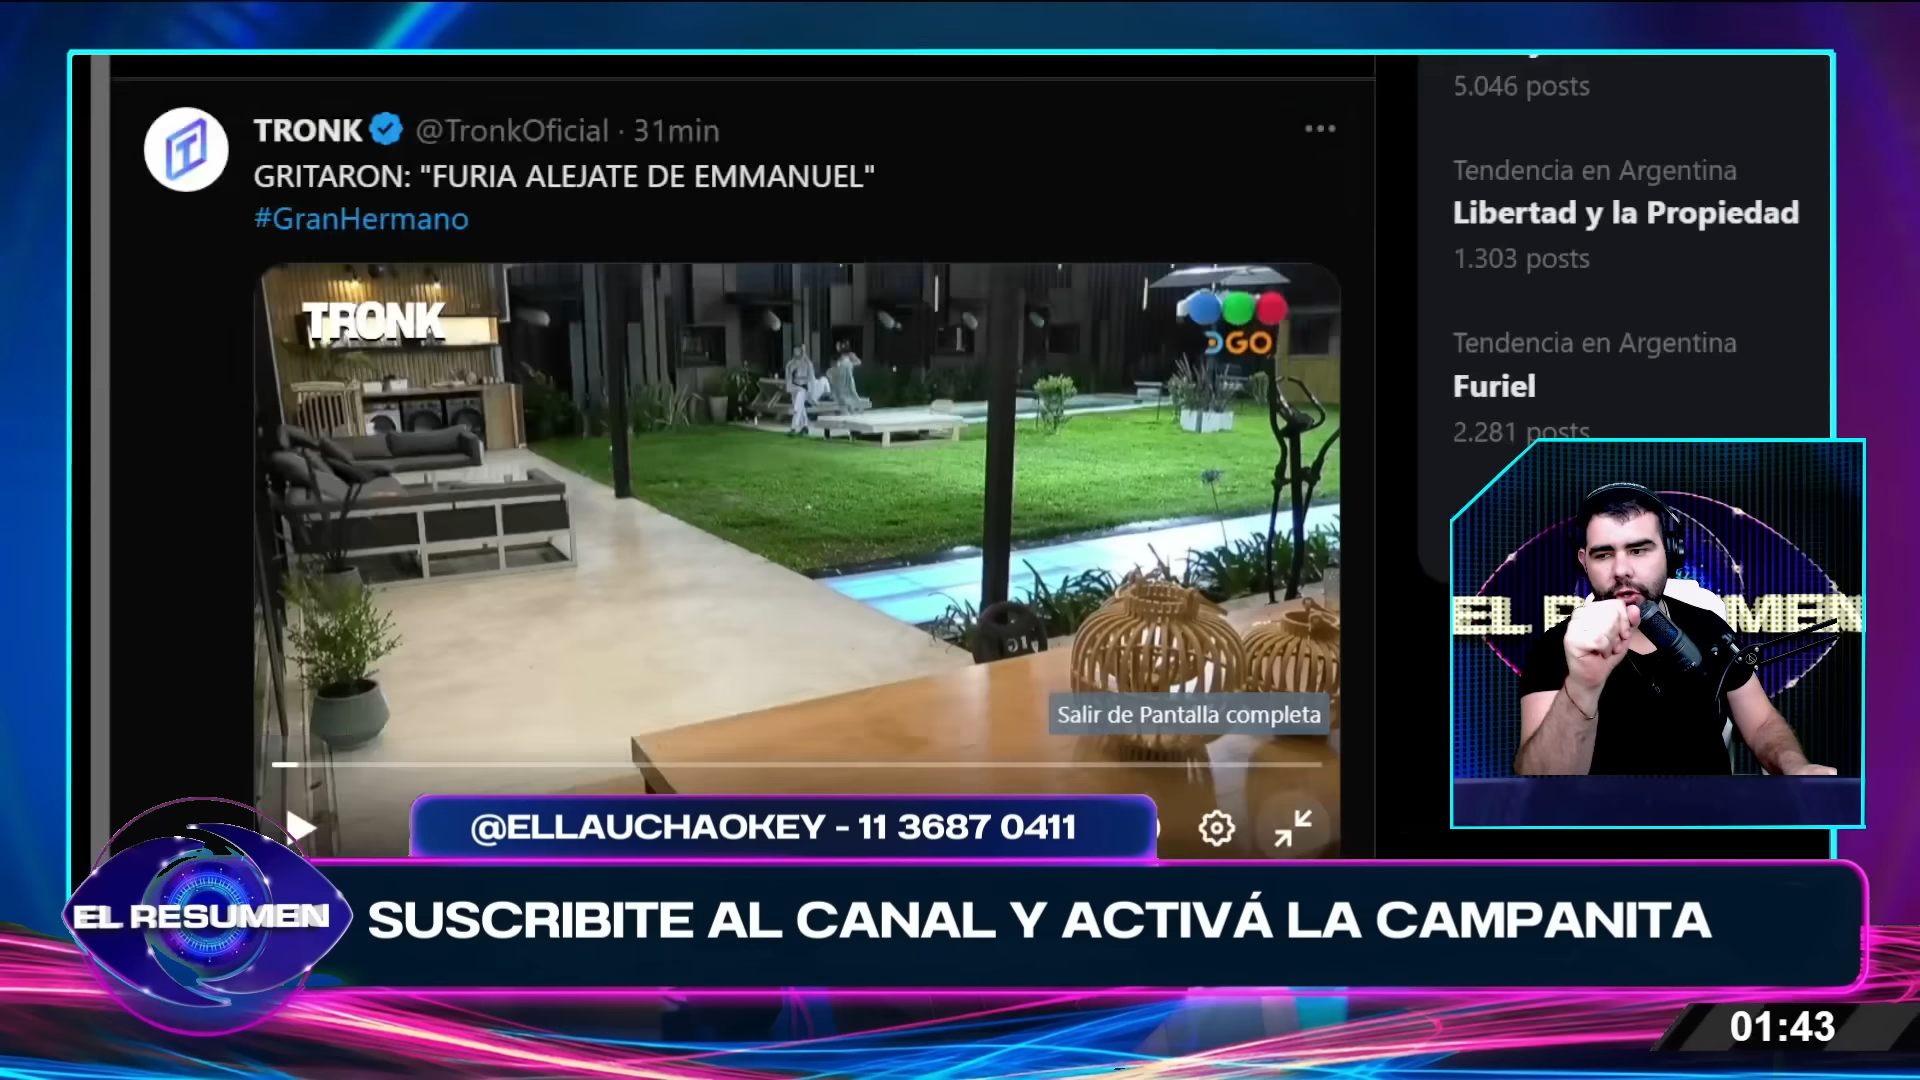 TRONK @TronkOficial · 31min
GRITARON: "FURIA ALEJATE DE EMMANUEL"
#GranHermano
TRONK
DGO
Salir de Pantalla completa
5.046 posts
Tendencia en Argentina
Libertad y la Propiedad
1.303 posts
Tendencia en Argentina
Furiel
2.281 posts
@ELLAUCHAOKEY - 11 3687 0411
EL RESUMEN
SUSCRIBITE AL CANAL Y ACTIVÁ LA CAMPANITA
01:43